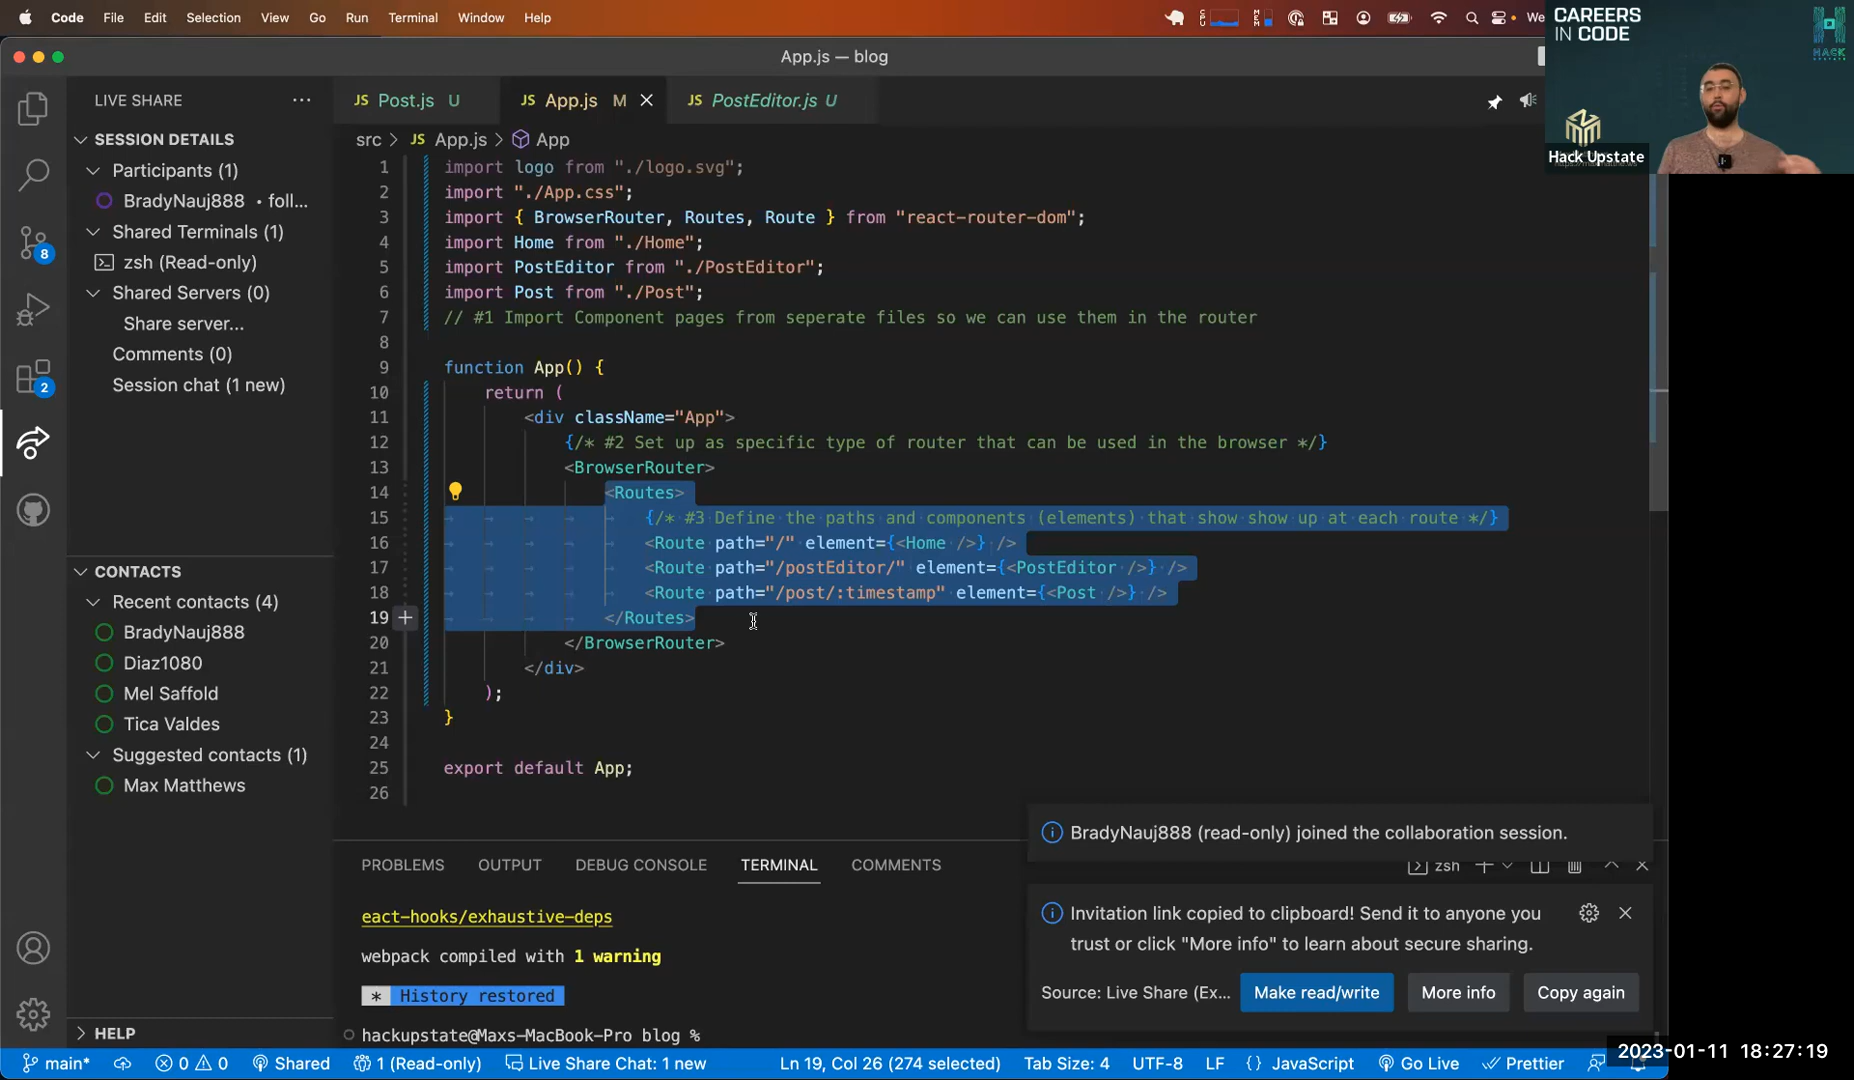 Code File Edit Selection View Go Run Terminal Window Help
We
CAREERS
IN CODE
HACK
UPSTATE
Hack Upstate
App.js — blog
LIVE SHARE
JS Post.js U
JS App.js M
JS PostEditor.js U
SESSION DETAILS
Participants (1)
BradyNauj888 • foll...
Shared Terminals (1)
zsh (Read-only)
Shared Servers (0)
Share server...
Comments (0)
Session chat (1 new)
8
2
CONTACTS
Recent contacts (4)
BradyNauj888
Diaz1080
Mel Saffold
Tica Valdes
Suggested contacts (1)
Max Matthews
HELP
src > JS App.js > App
1 import logo from "./logo.svg";
2 import "./App.css";
3 import { BrowserRouter, Routes, Route } from "react-router-dom";
4 import Home from "./Home";
5 import PostEditor from "./PostEditor";
6 import Post from "./Post";
7 // #1 Import Component pages from seperate files so we can use them in the router
8
9 function App() {
10 return (
11 <div className="App">
12 {/* #2 Set up as specific type of router that can be used in the browser */}
13 <BrowserRouter>
14 <Routes>
15 {/* #3 Define the paths and components (elements) that show show up at each route */}
16 <Route path="/" element={<Home />} />
17 <Route path="/postEditor/" element={<PostEditor />} />
18 <Route path="/post/:timestamp" element={<Post />} />
19 </Routes>
20 </BrowserRouter>
21 </div>
22 );
23 }
24
25 export default App;
26
PROBLEMS OUTPUT DEBUG CONSOLE TERMINAL COMMENTS
zsh
eact-hooks/exhaustive-deps
webpack compiled with 1 warning
* History restored
hackupstate@Maxs-MacBook-Pro blog %
BradyNauj888 (read-only) joined the collaboration session.
Invitation link copied to clipboard! Send it to anyone you
trust or click "More info" to learn about secure sharing.
Source: Live Share (Ex... Make read/write More info Copy again
main* 0 0 Shared 1 (Read-only) Live Share Chat: 1 new Ln 19, Col 26 (274 selected) Tab Size: 4 UTF-8 LF {} JavaScript Go Live Prettier
2023-01-11 18:27:19